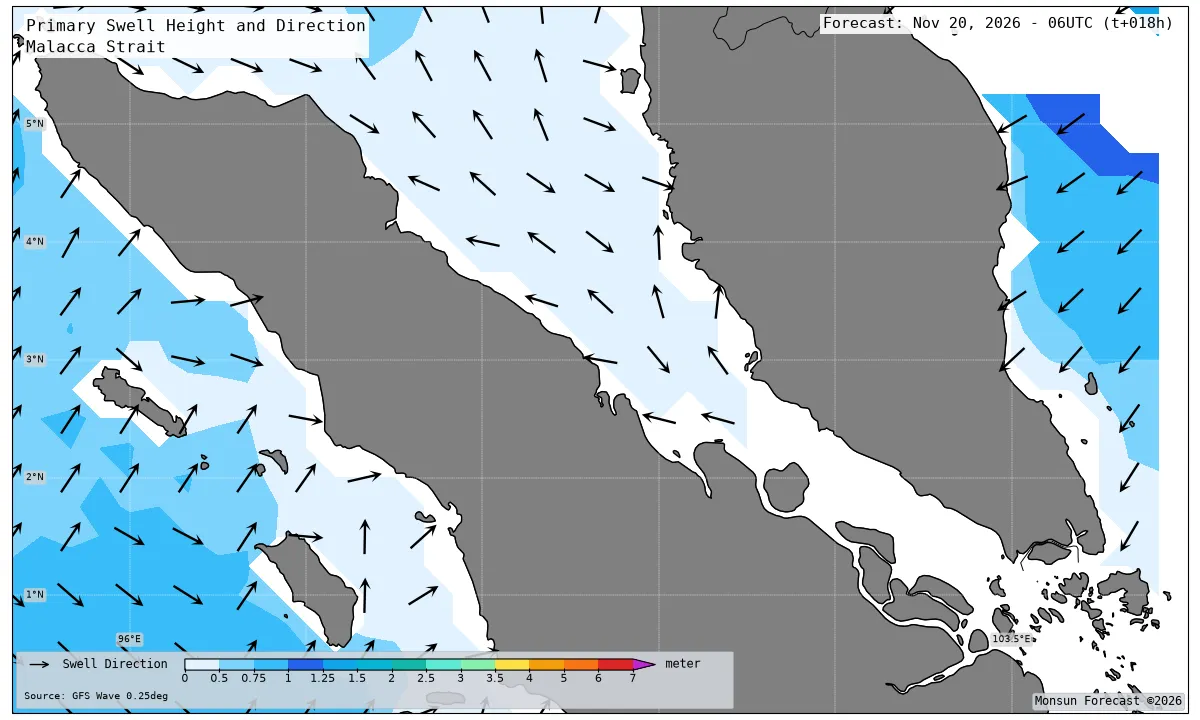 Primary Swell Height and Direction
Malacca Strait
Forecast: Nov 20, 2026 - 06UTC (t+018h)
5°N
4°N
3°N
2°N
1°N
96°E
103.5°E
Swell Direction
meter
0 0.5 0.75 1 1.25 1.5 2 2.5 3 3.5 4 5 6 7
Source: GFS Wave 0.25deg
Monsun Forecast ©2026